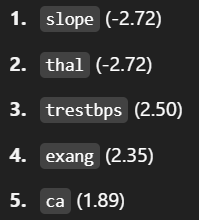 1. slope (-2.72)
2. thal (-2.72)
3. trestbps (2.50)
4. exang (2.35)
5. ca (1.89)